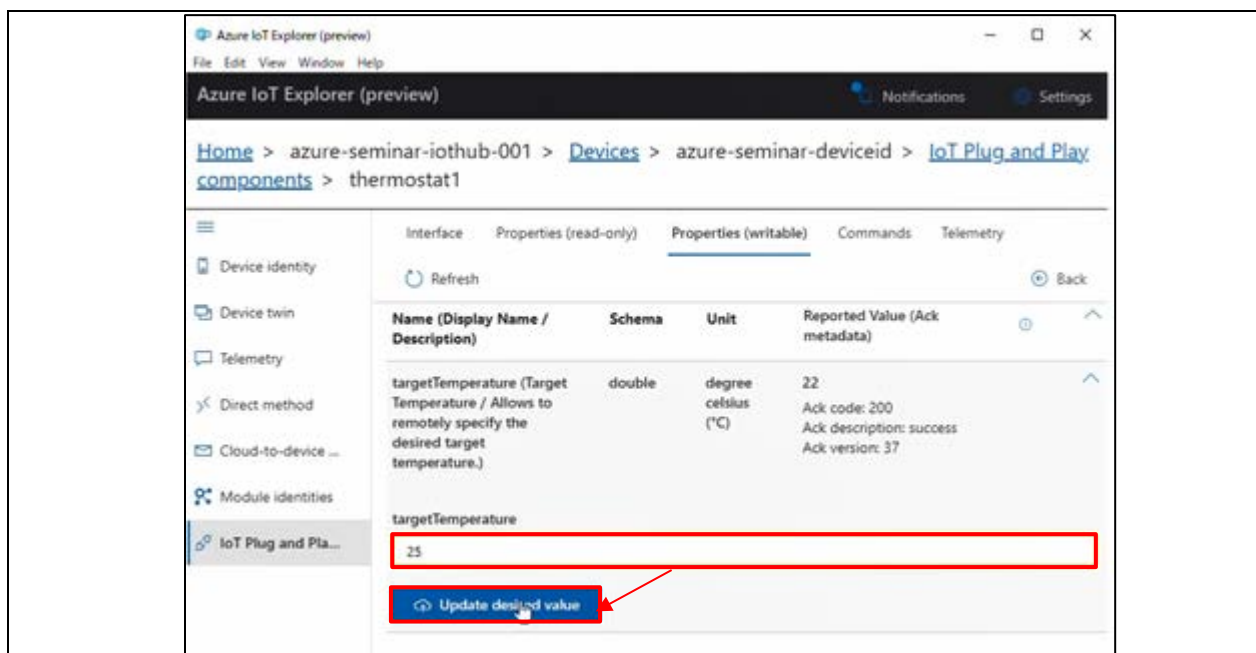 Azure IoT Explorer (preview)
File Edit View Window Help
Azure IoT Explorer (preview)
Notifications
Settings
Home > azure-seminar-iothub-001 > Devices > azure-seminar-deviceid > IoT Plug and Play
components > thermostat1
Interface Properties (read-only) Properties (writable) Commands Telemetry
Device identity
Refresh
Back
Device twin
Name (Display Name /
Description)
Schema
Unit
Reported Value (Ack
metadata)
Telemetry
targetTemperature (Target
Temperature / Allows to
remotely specify the
desired target
temperature.)
double
degree
celsius
(°C)
22
Ack code: 200
Ack description: success
Ack version: 37
Direct method
Cloud-to-device ...
Module identities
targetTemperature
IoT Plug and Pla...
25
Update desired value